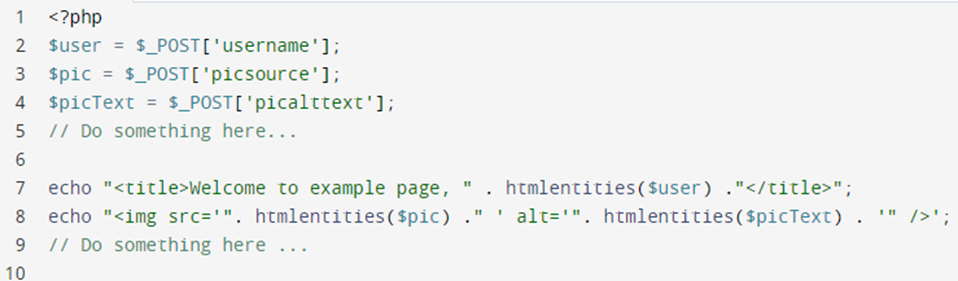 1 <?php
2 $user = $_POST['username'];
3 $pic = $_POST['picsource'];
4 $picText = $_POST['picalttext'];
5 // Do something here...
6
7 echo "<title>Welcome to example page, " . htmlentities($user) ."</title>";
8 echo "<img src='". htmlentities($pic) ." ' alt='". htmlentities($picText) . '" />';
9 // Do something here ...
10